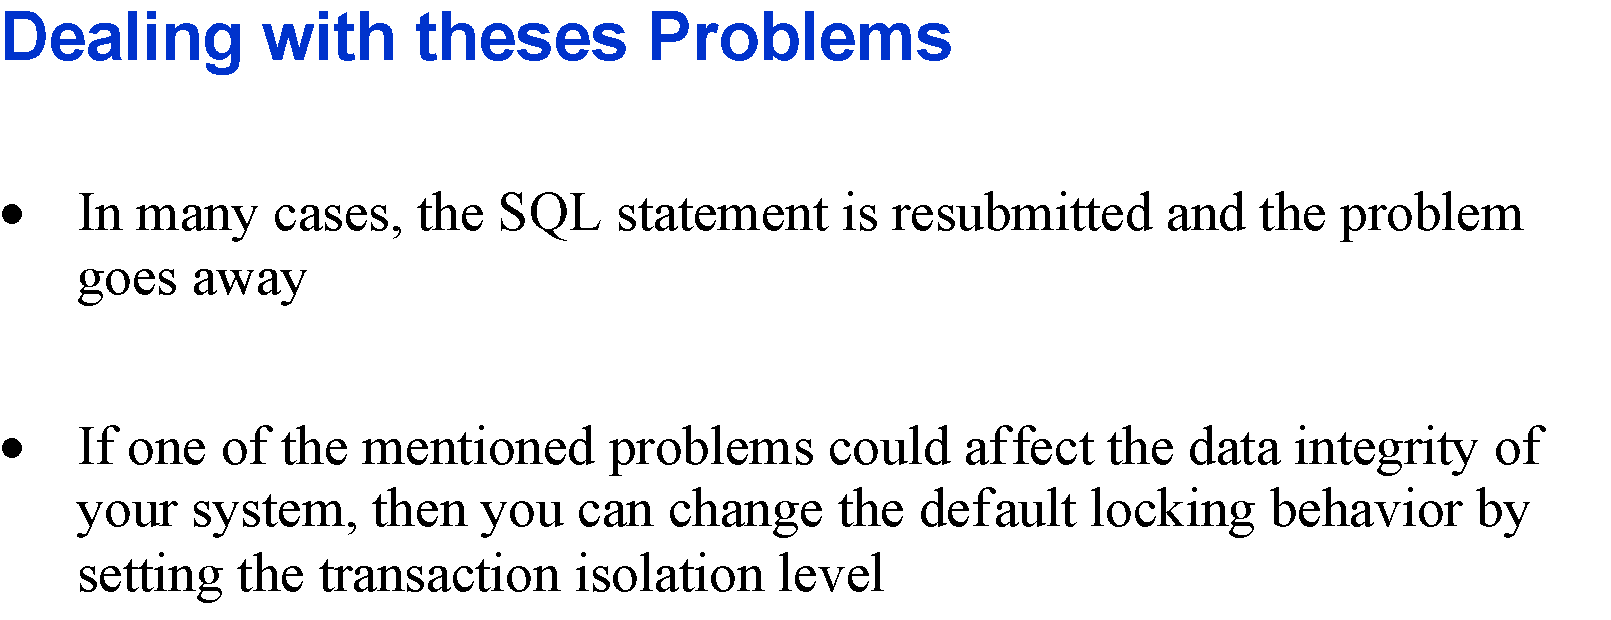 Dealing with theses Problems
• In many cases, the SQL statement is resubmitted and the problem
goes away
• If one of the mentioned problems could affect the data integrity of
your system, then you can change the default locking behavior by
setting the transaction isolation level